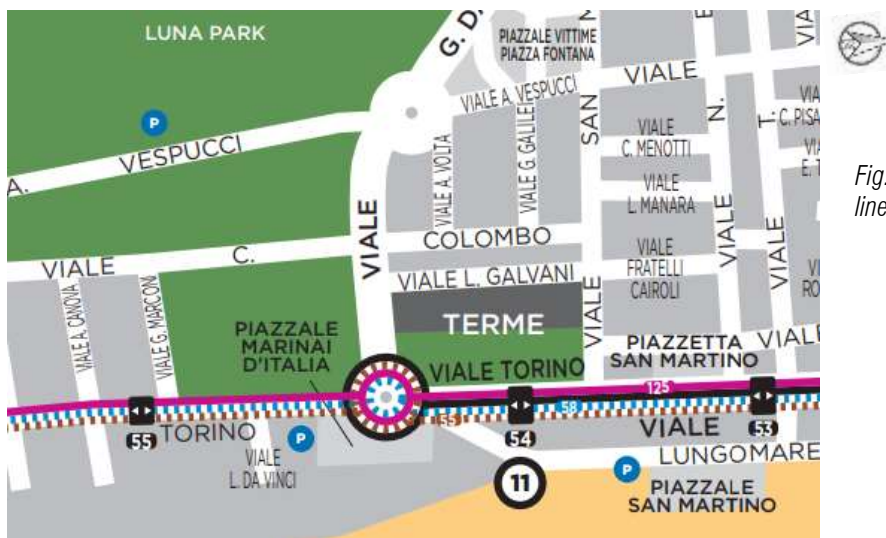 LUNA PARK
P
A. VESPUCCI
VIALE
G. D
PIAZZALE VITTIME
PIAZZA FONTANA
VIALE A. VESPUCCI
VIALE
SAN
VIALE
N.
VIALE
T.
VIALE A. VOLTA
VIALE G. GALILEI
VIALE
C. MENOTTI
VIALE
L. MANARA
VIALE
FRATELLI
CAIROLI
C. PISA
E. T
VIALE C. COLOMBO
VIALE L. GALVANI
VIALE A. CANOVA
VIALE G. MARCONI
TERME
PIAZZALE
MARINAI
D'ITALIA
VIALE TORINO
PIAZZETTA
SAN MARTINO
VIALE
125
58
55
55
54
53
TORINO
P
VIALE
L. DA VINCI
VIALE
LUNGOMARE
11
P
PIAZZALE
SAN MARTINO
Fig.
line